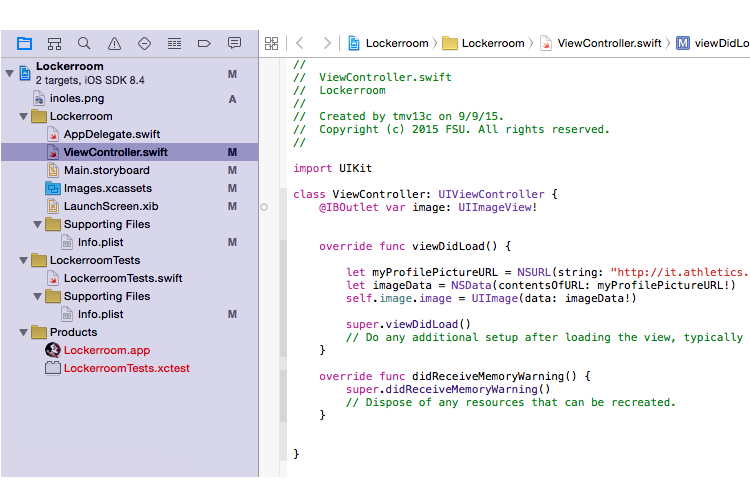 Lockerroom 〉 Lockerroom 〉 ViewController.swift 〉 M viewDidLo
Lockerroom M
2 targets, iOS SDK 8.4
inoles.png A
Lockerroom
AppDelegate.swift
ViewController.swift M
Main.storyboard M
Images.xcassets M
LaunchScreen.xib M
Supporting Files
Info.plist M
LockerroomTests
LockerroomTests.swift
Supporting Files
Info.plist M
Products
Lockerroom.app
LockerroomTests.xctest
//
//  ViewController.swift
//  Lockerroom
//
//  Created by tmv13c on 9/9/15.
//  Copyright (c) 2015 FSU. All rights reserved.
//
import UIKit
class ViewController: UIViewController {
    @IBOutlet var image: UIImageView!
    override func viewDidLoad() {
        let myProfilePictureURL = NSURL(string: "http://it.athletics.
        let imageData = NSData(contentsOfURL: myProfilePictureURL!)
        self.image.image = UIImage(data: imageData!)
        super.viewDidLoad()
        // Do any additional setup after loading the view, typically
    }
    override func didReceiveMemoryWarning() {
        super.didReceiveMemoryWarning()
        // Dispose of any resources that can be recreated.
    }
}